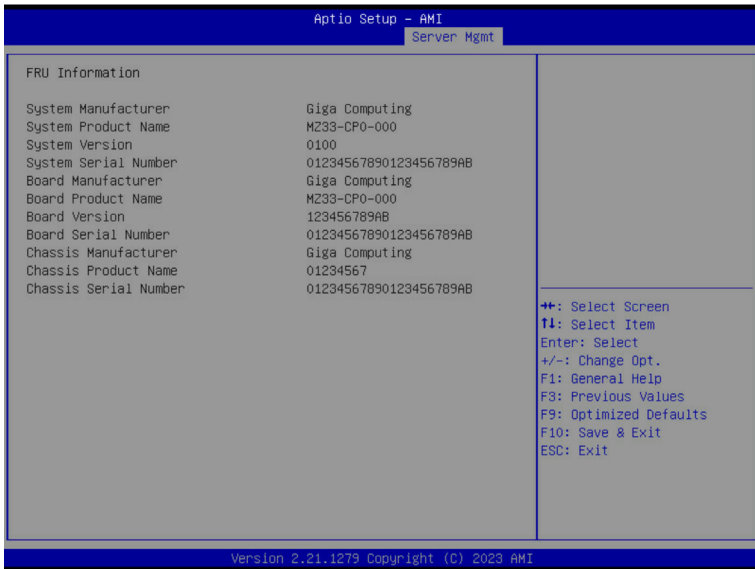 Aptio Setup – AMI
Server Mgmt
FRU Information
System Manufacturer Giga Computing
System Product Name MZ33-CP0-000
System Version 0100
System Serial Number 01234567890123456789AB
Board Manufacturer Giga Computing
Board Product Name MZ33-CP0-000
Board Version 123456789AB
Board Serial Number 01234567890123456789AB
Chassis Manufacturer Giga Computing
Chassis Product Name 01234567
Chassis Serial Number 01234567890123456789AB
→←: Select Screen
↑↓: Select Item
Enter: Select
+/-: Change Opt.
F1: General Help
F3: Previous Values
F9: Optimized Defaults
F10: Save & Exit
ESC: Exit
Version 2.21.1279 Copyright (C) 2023 AMI